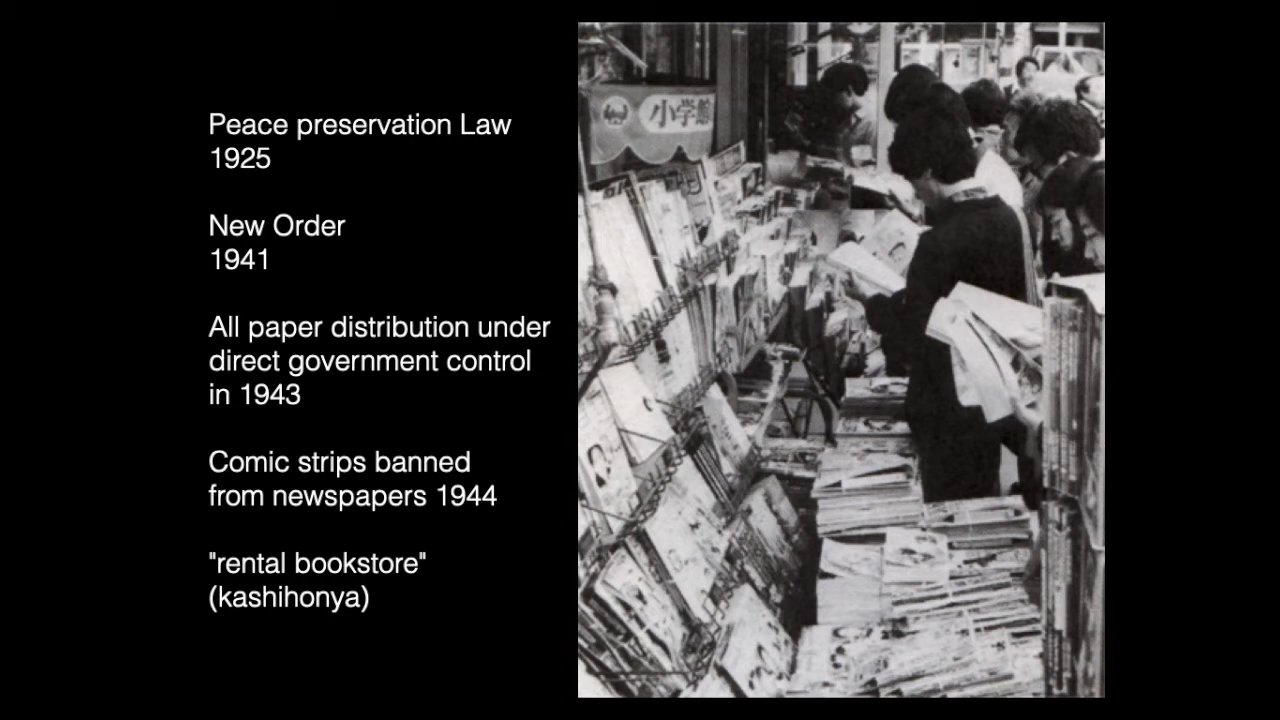 Peace preservation Law
1925
New Order
1941
All paper distribution under
direct government control
in 1943
Comic strips banned
from newspapers 1944
"rental bookstore"
(kashihonya)
小学館